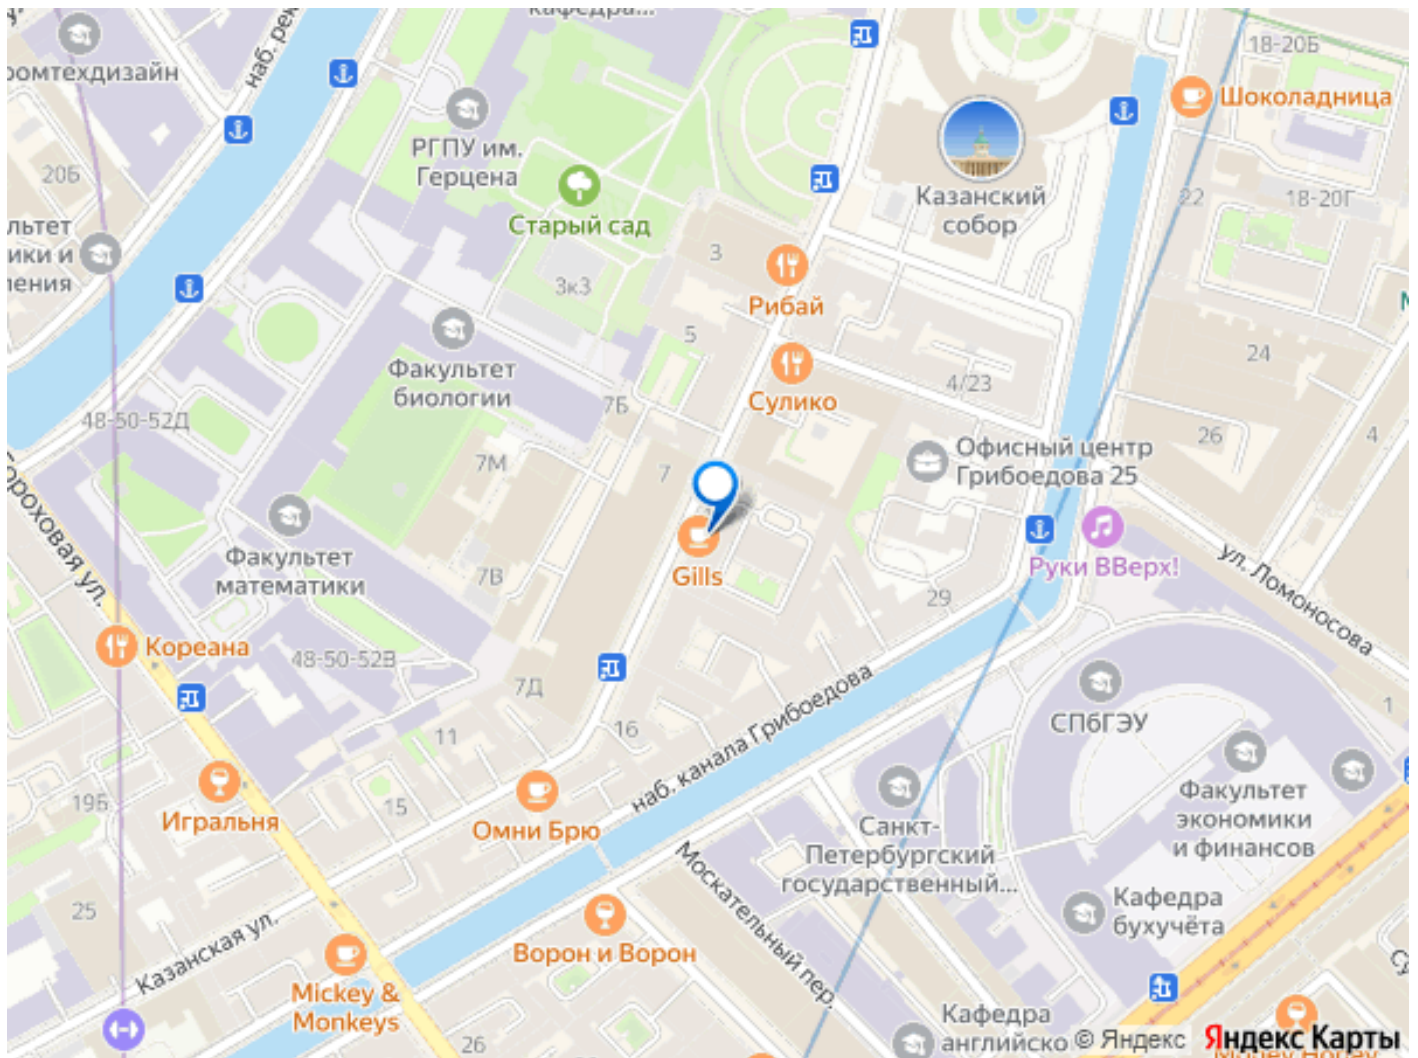 кафедра...
наб. рек
18-20Б
ромтехдизайн
Шоколадница
РГПУ им.
Герцена
20Б
Казанский
собор
22
18-20Г
Старый сад
льтет
ики и
ления
3
3к3
Рибай
5
24
Факультет
биологии
4/23
Сулико
7Б
48-50-52Д
26
4
Офисный центр
Грибоедова 25
7М
7
Гороховая ул.
Факультет
математики
7В
Gills
Руки ВВерх!
ул. Ломоносова
29
Кореана
48-50-52В
7Д
наб. канала Грибоедова
СПбГЭУ
1
16
11
19Б
15
Игральня
Омни Брю
Факультет
экономики
и финансов
Санкт-
Петербургский
государственный...
Москательный пер.
25
Кафедра
бухучёта
Казанская ул.
Ворон и Ворон
Mickey &
Monkeys
26
Кафедра
английско
© Яндекс
Яндекс Карты